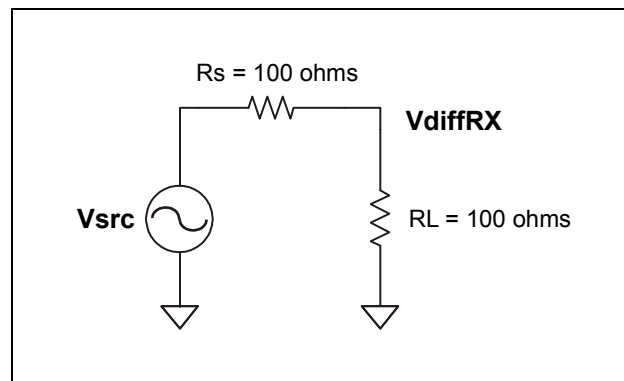 Rs = 100 ohms
VdiffRX
Vsrc
RL = 100 ohms